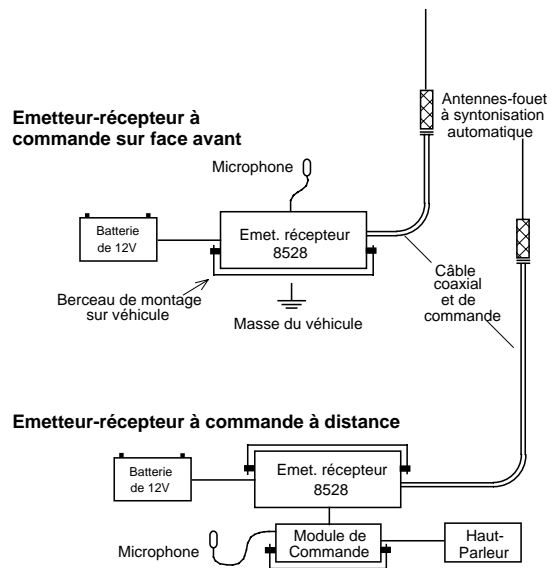 Emetteur-récepteur à
commande sur face avant
Antennes-fouet
à syntonisation
automatique
Microphone
Batterie
de 12V
Emet. récepteur
8528
Berceau de montage
sur véhicule
Masse du véhicule
Câble
coaxial
et de
commande
Emetteur-récepteur à commande à distance
Batterie
de 12V
Emet. récepteur
8528
Microphone
Module de
Commande
Haut-
Parleur